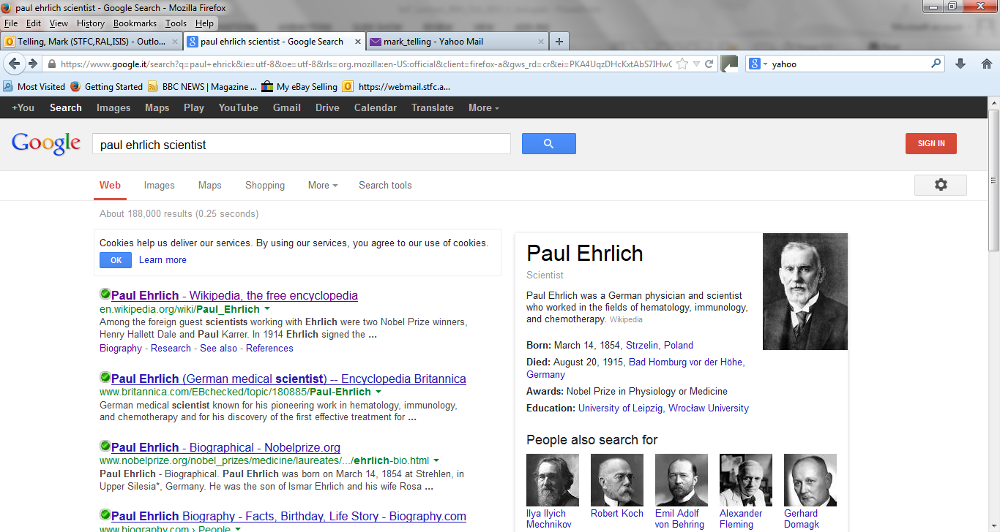 paul ehrlich scientist - Google Search - Mozilla Firefox
File Edit View History Bookmarks Tools Help
Telling, Mark (STFC,RAL,ISIS) - Outlo...
paul ehrlich scientist - Google Search
mark_telling - Yahoo Mail
https://www.google.it/search?q=paul+ehrick&ie=utf-8&oe=utf-8&rls=org.mozilla:en-US:official&client=firefox-a&gws_rd=cr&ei=PKA4UqzDHcKxtAbS7IHwC
yahoo
Most Visited Getting Started BBC NEWS | Magazine ... My eBay Selling https://webmail.stfc.a...
+You Search Images Maps Play YouTube Gmail Drive Calendar Translate More
Google
paul ehrlich scientist
SIGN IN
Web Images Maps Shopping More Search tools
About 188,000 results (0.25 seconds)
Cookies help us deliver our services. By using our services, you agree to our use of cookies.
OK Learn more
Paul Ehrlich - Wikipedia, the free encyclopedia
en.wikipedia.org/wiki/Paul_Ehrlich
Among the foreign guest scientists working with Ehrlich were two Nobel Prize winners,
Henry Hallett Dale and Paul Karrer. In 1914 Ehrlich signed the ...
Biography - Research - See also - References
Paul Ehrlich (German medical scientist) -- Encyclopedia Britannica
www.britannica.com/EBchecked/topic/180885/Paul-Ehrlich
German medical scientist known for his pioneering work in hematology, immunology,
and chemotherapy and for his discovery of the first effective treatment for ...
Paul Ehrlich - Biographical - Nobelprize.org
www.nobelprize.org/nobel_prizes/medicine/laureates/.../ehrlich-bio.html
Paul Ehrlich - Biographical. Paul Ehrlich was born on March 14, 1854 at Strehlen, in
Upper Silesia*, Germany. He was the son of Ismar Ehrlich and his wife Rosa ...
Paul Ehrlich Biography - Facts, Birthday, Life Story - Biography.com
www.biography.com › People
Paul Ehrlich
Scientist
Paul Ehrlich was a German physician and scientist
who worked in the fields of hematology, immunology,
and chemotherapy. Wikipedia
Born: March 14, 1854, Strzelin, Poland
Died: August 20, 1915, Bad Homburg vor der Höhe,
Germany
Awards: Nobel Prize in Physiology or Medicine
Education: University of Leipzig, Wrocław University
People also search for
Ilya Ilyich
Mechnikov
Robert Koch
Emil Adolf
von Behring
Alexander
Fleming
Gerhard
Domagk